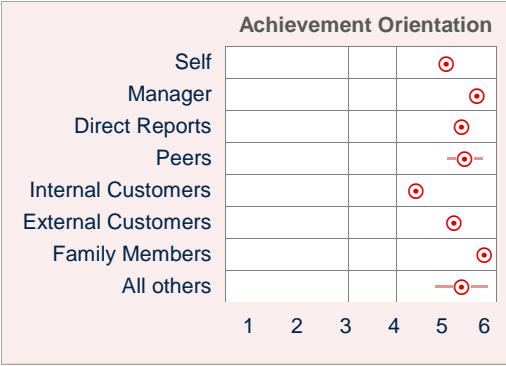 Achievement Orientation
Self
Manager
Direct Reports
Peers
Internal Customers
External Customers
Family Members
All others
1 2 3 4 5 6